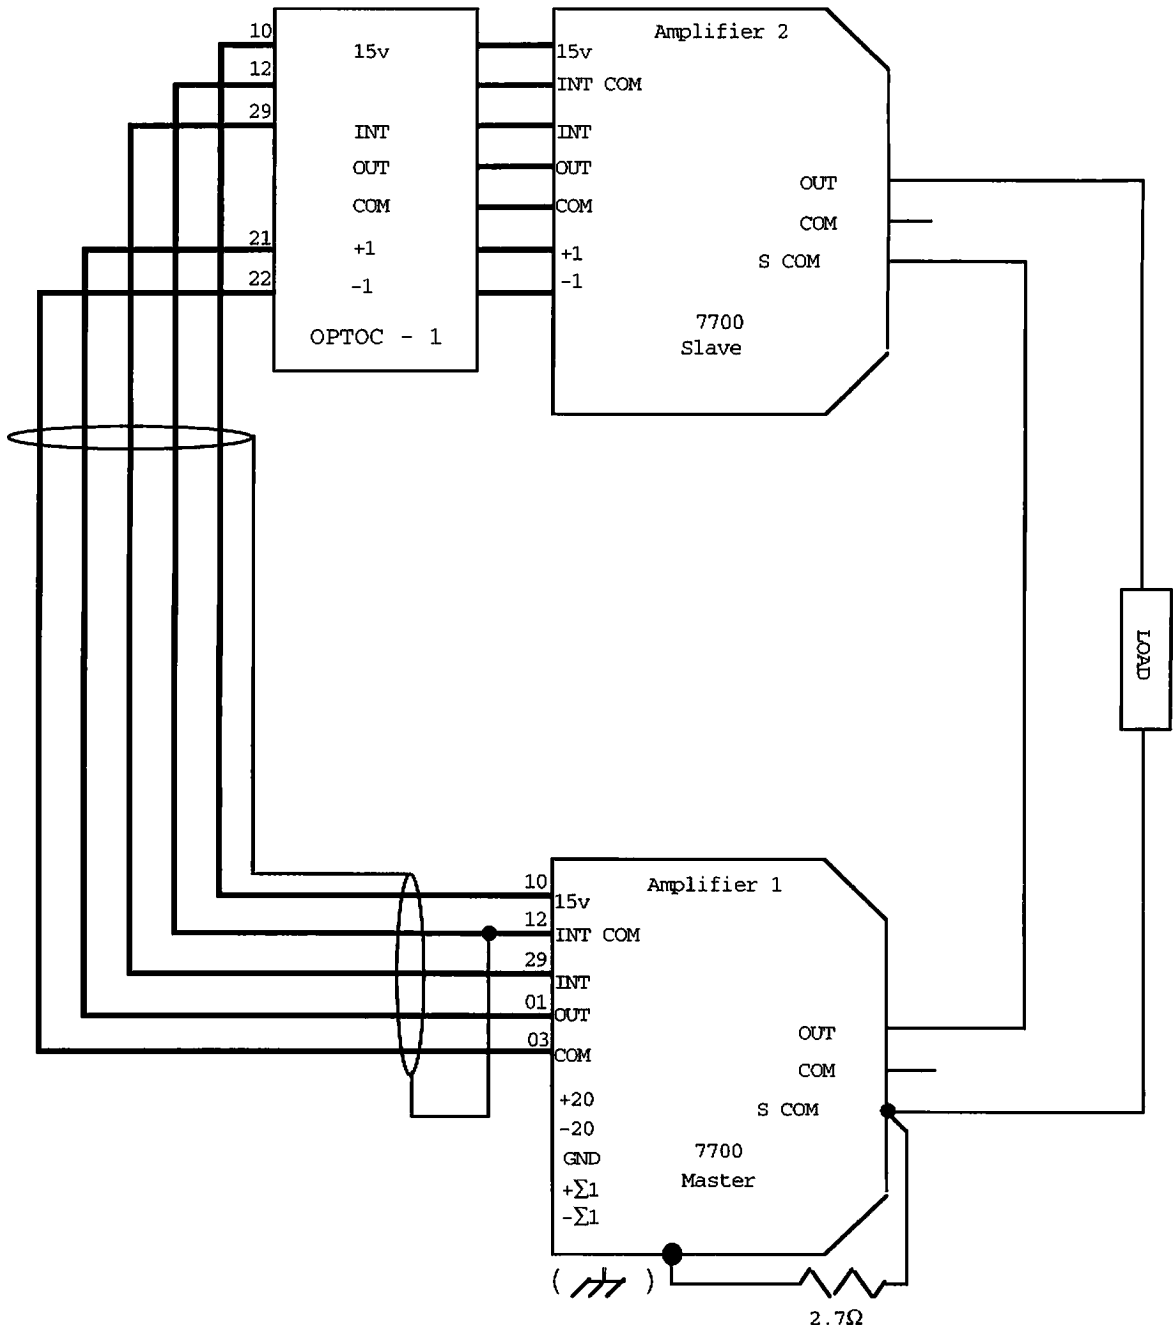 10
12
29
21
22
15v
INT
OUT
COM
+1
-1
OPTOC - 1
Amplifier 2
15v
INT COM
INT
OUT
COM
+1
-1
OUT
COM
S COM
7700
Slave
LOAD
10
12
29
01
03
Amplifier 1
15v
INT COM
INT
OUT
COM
+20
-20
GND
+Σ1
-Σ1
OUT
COM
S COM
7700
Master
( )
2.7Ω